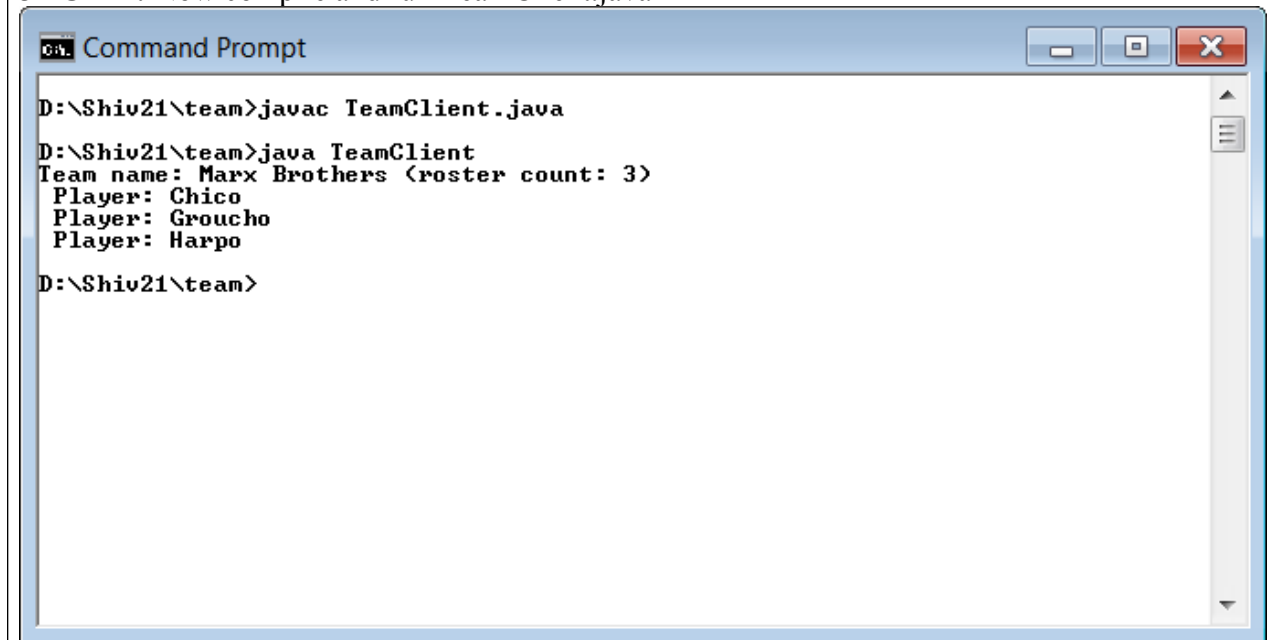 Command Prompt
D:\Shiv21\team>javac TeamClient.java
D:\Shiv21\team>java TeamClient
Team name: Marx Brothers (roster count: 3)
Player: Chico
Player: Groucho
Player: Harpo
D:\Shiv21\team>